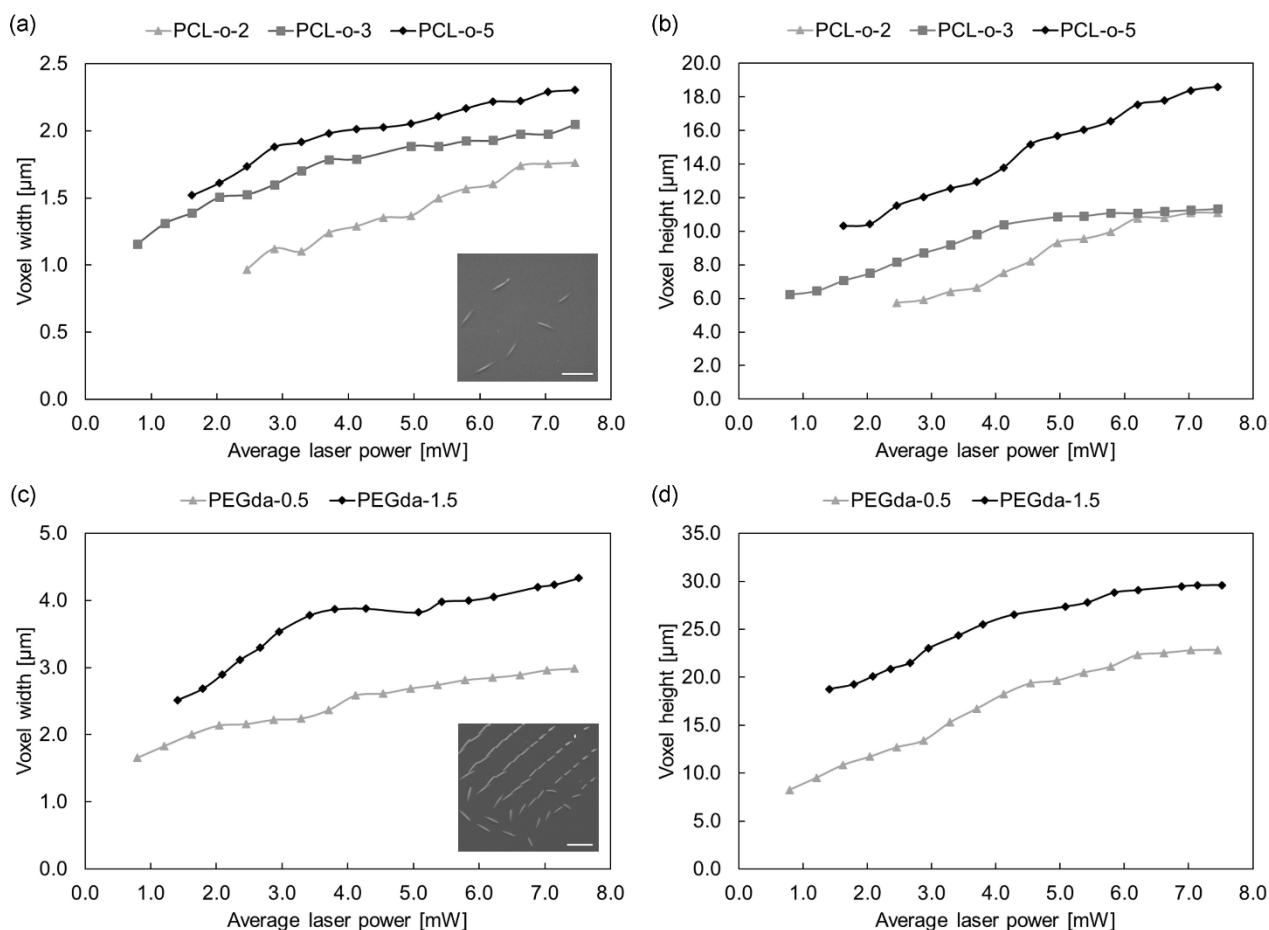 (a)
PCL-o-2 PCL-o-3 PCL-o-5
2.5
2.0
1.5
1.0
0.5
0.0
Voxel width [µm]
0.0 1.0 2.0 3.0 4.0 5.0 6.0 7.0 8.0
Average laser power [mW]
(b)
PCL-o-2 PCL-o-3 PCL-o-5
20.0
18.0
16.0
14.0
12.0
10.0
8.0
6.0
4.0
2.0
0.0
Voxel height [µm]
0.0 1.0 2.0 3.0 4.0 5.0 6.0 7.0 8.0
Average laser power [mW]
(c)
PEGda-0.5 PEGda-1.5
5.0
4.0
3.0
2.0
1.0
0.0
Voxel width [µm]
0.0 1.0 2.0 3.0 4.0 5.0 6.0 7.0 8.0
Average laser power [mW]
(d)
PEGda-0.5 PEGda-1.5
35.0
30.0
25.0
20.0
15.0
10.0
5.0
0.0
Voxel height [µm]
0.0 1.0 2.0 3.0 4.0 5.0 6.0 7.0 8.0
Average laser power [mW]